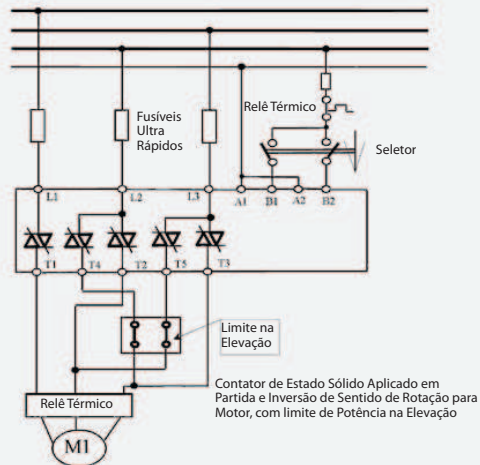 Relê Térmico
Fusíveis
Ultra
Rápidos
Seletor
L1
L2
L3
A1
B1
A2
B2
T1
T4
T2
T5
T3
Limite na
Elevação
Contator de Estado Sólido Aplicado em
Partida e Inversão de Sentido de Rotação para
Motor, com limite de Potência na Elevação
Relê Térmico
M1